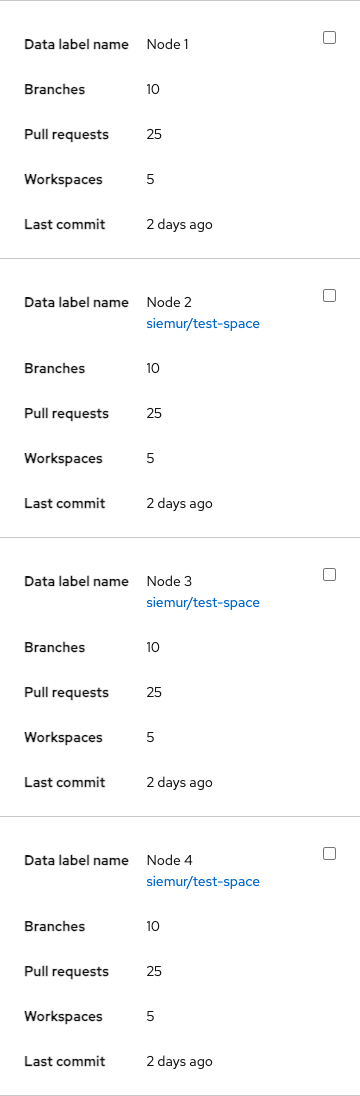 Data label name Node 1
Branches 10
Pull requests 25
Workspaces 5
Last commit 2 days ago
Data label name Node 2
siemur/test-space
Branches 10
Pull requests 25
Workspaces 5
Last commit 2 days ago
Data label name Node 3
siemur/test-space
Branches 10
Pull requests 25
Workspaces 5
Last commit 2 days ago
Data label name Node 4
siemur/test-space
Branches 10
Pull requests 25
Workspaces 5
Last commit 2 days ago